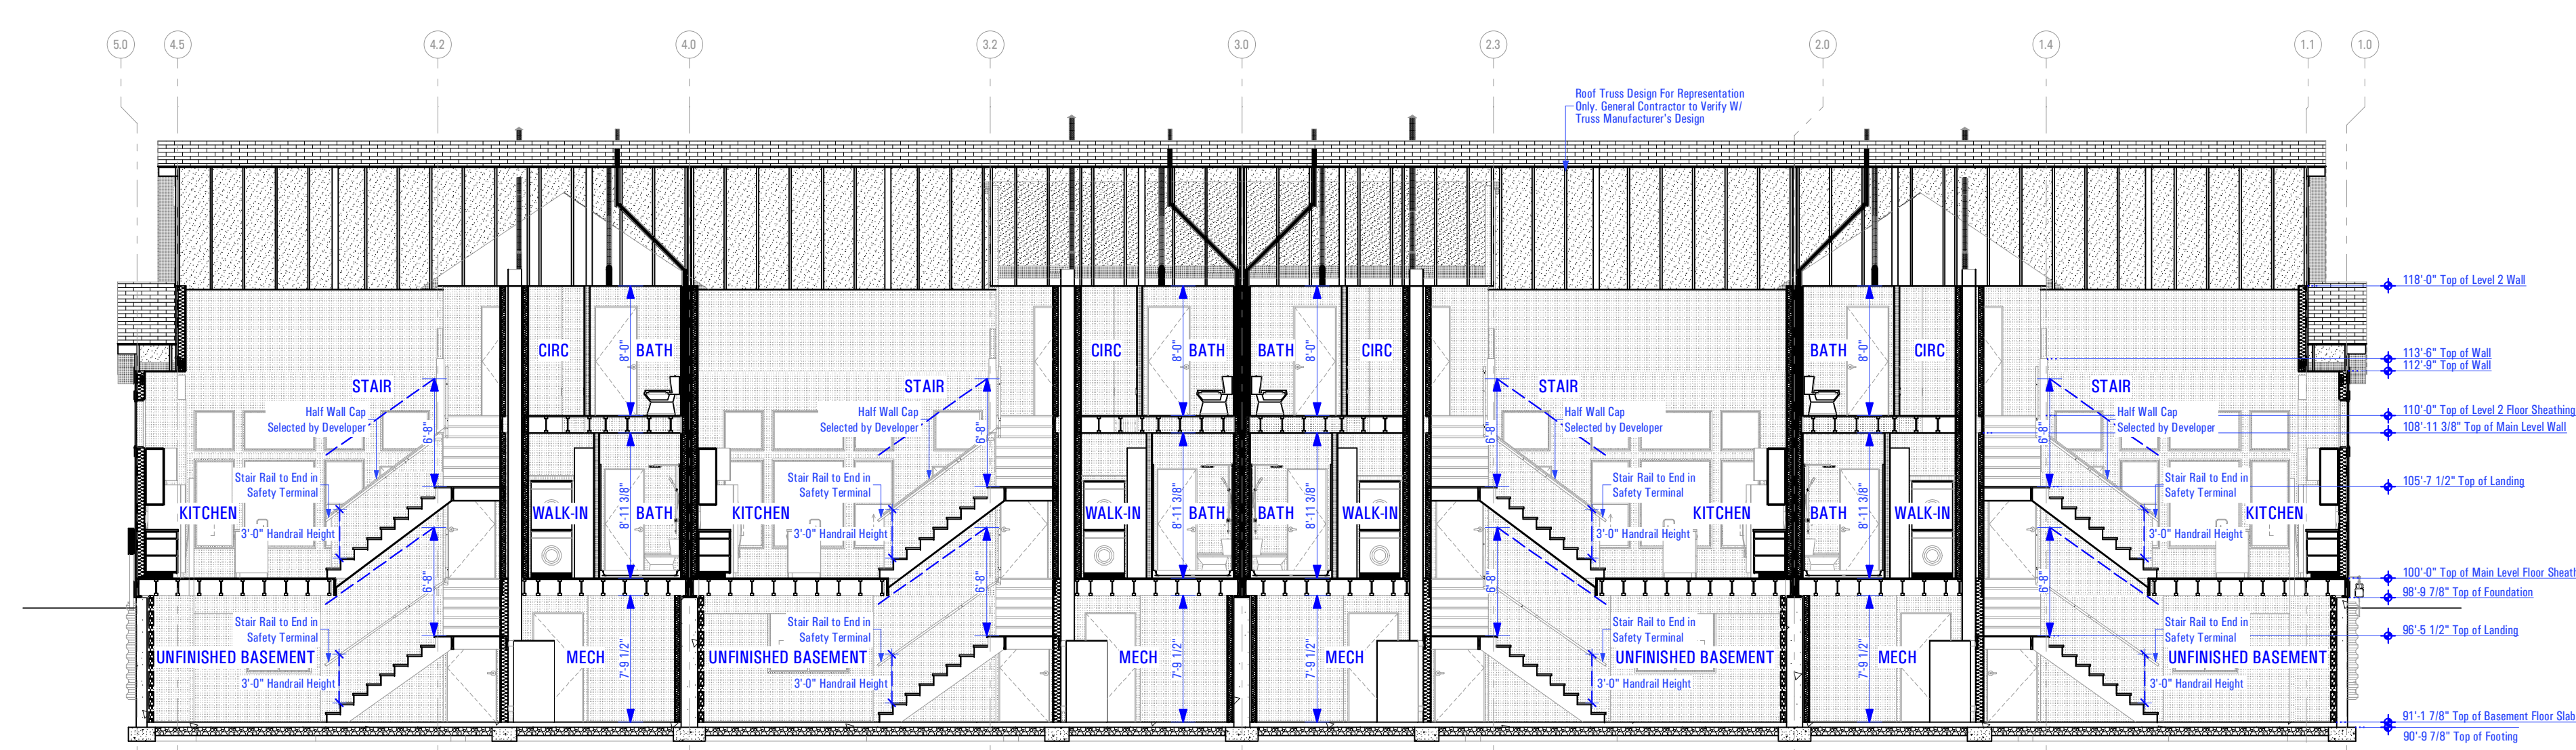 5.0 4.5 4.2 4.0 3.2 3.0 2.3 2.0 1.4 1.1 1.0
Roof Truss Design For Representation
Only. General Contractor to Verify W/
Truss Manufacturer's Design
118'-0" Top of Level 2 Wall
CIRC 8'-0" BATH CIRC 8'-0" BATH BATH 8'-0" CIRC BATH 8'-0" CIRC
113'-6" Top of Wall
112'-9" Top of Wall
STAIR STAIR STAIR STAIR
Half Wall Cap Half Wall Cap Half Wall Cap Half Wall Cap
Selected by Developer Selected by Developer Selected by Developer Selected by Developer
110'-0" Top of Level 2 Floor Sheathing
6'-8" 6'-8" 6'-8" 6'-8"
108'-11 3/8" Top of Main Level Wall
Stair Rail to End in Stair Rail to End in Stair Rail to End in Stair Rail to End in
Safety Terminal Safety Terminal Safety Terminal Safety Terminal
105'-7 1/2" Top of Landing
KITCHEN WALK-IN 8'-11 3/8" BATH KITCHEN WALK-IN 8'-11 3/8" BATH BATH 8'-11 3/8" WALK-IN KITCHEN BATH 8'-11 3/8" WALK-IN KITCHEN
3'-0" Handrail Height 3'-0" Handrail Height 3'-0" Handrail Height 3'-0" Handrail Height
100'-0" Top of Main Level Floor Sheath
6'-8" 6'-8" 6'-8" 6'-8"
98'-9 7/8" Top of Foundation
Stair Rail to End in Stair Rail to End in Stair Rail to End in Stair Rail to End in
Safety Terminal Safety Terminal Safety Terminal Safety Terminal
96'-5 1/2" Top of Landing
UNFINISHED BASEMENT MECH 7'-9 1/2" UNFINISHED BASEMENT MECH 7'-9 1/2" 7'-9 1/2" MECH UNFINISHED BASEMENT 7'-9 1/2" MECH UNFINISHED BASEMENT
3'-0" Handrail Height 3'-0" Handrail Height 3'-0" Handrail Height 3'-0" Handrail Height
91'-1 7/8" Top of Basement Floor Slab
90'-9 7/8" Top of Footing